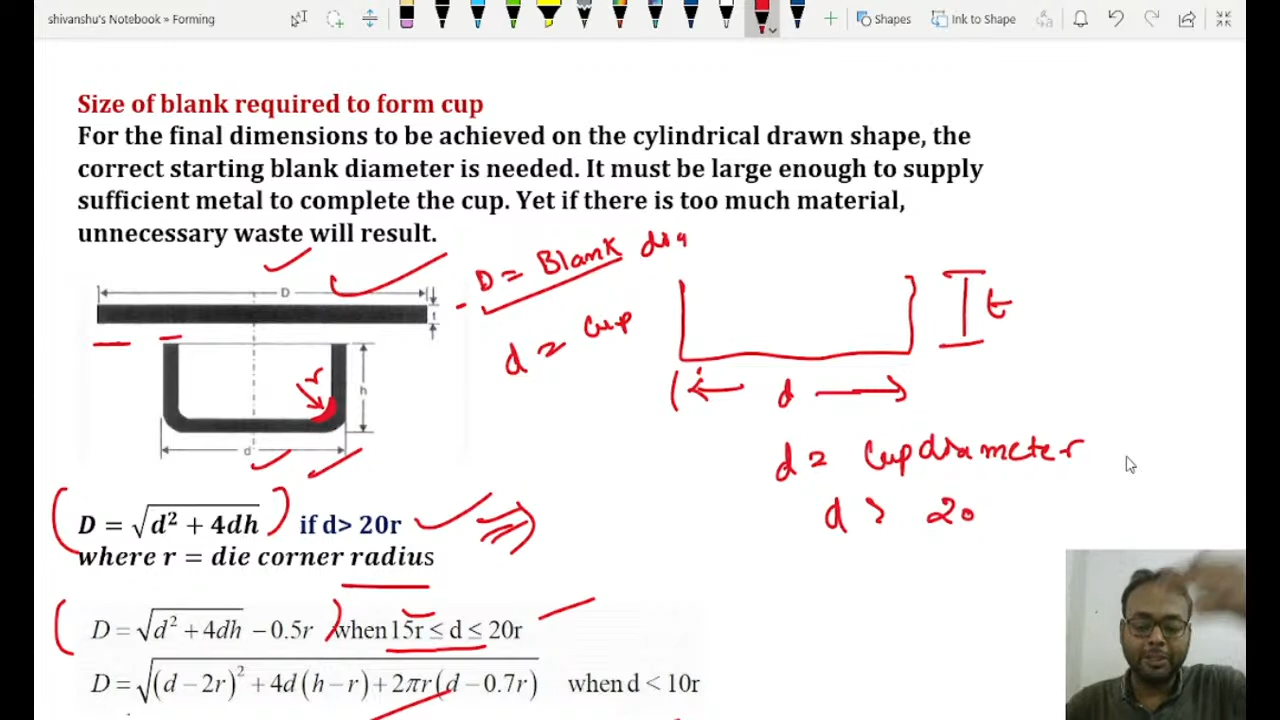 shivanshu's Notebook » Forming
Shapes
Ink to Shape
Size of blank required to form cup
For the final dimensions to be achieved on the cylindrical drawn shape, the
correct starting blank diameter is needed. It must be large enough to supply
sufficient metal to complete the cup. Yet if there is too much material,
unnecessary waste will result.
D
t
D = Blank dia
d = cup
t
r
h
d
d
d = Cup diameter
d > 20
D = √(d² + 4dh) if d> 20r
where r = die corner radius
D = √(d² + 4dh) − 0.5r when 15r ≤ d ≤ 20r
D = √((d − 2r)² + 4d(h − r) + 2πr(d − 0.7r)) when d < 10r